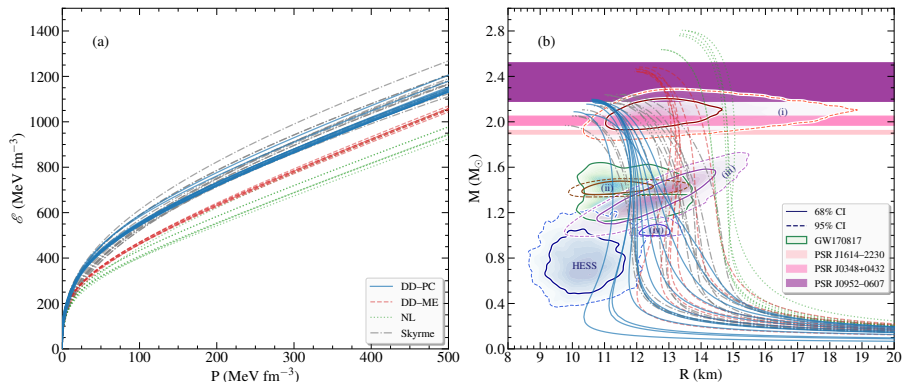 (a)
1400
1200
1000
800
600
400
200
0
ℰ (MeV fm⁻³)
0
100
200
300
400
500
P (MeV fm⁻³)
DD−PC
DD−ME
NL
Skyrme
(b)
2.8
2.4
2.0
1.6
1.2
0.8
0.4
0.0
M (M⊙)
8
9
10
11
12
13
14
15
16
17
18
19
20
R (km)
(i)
(ii)
(iii)
HESS
68% CI
95% CI
GW170817
PSR J1614−2230
PSR J0348+0432
PSR J0952−0607